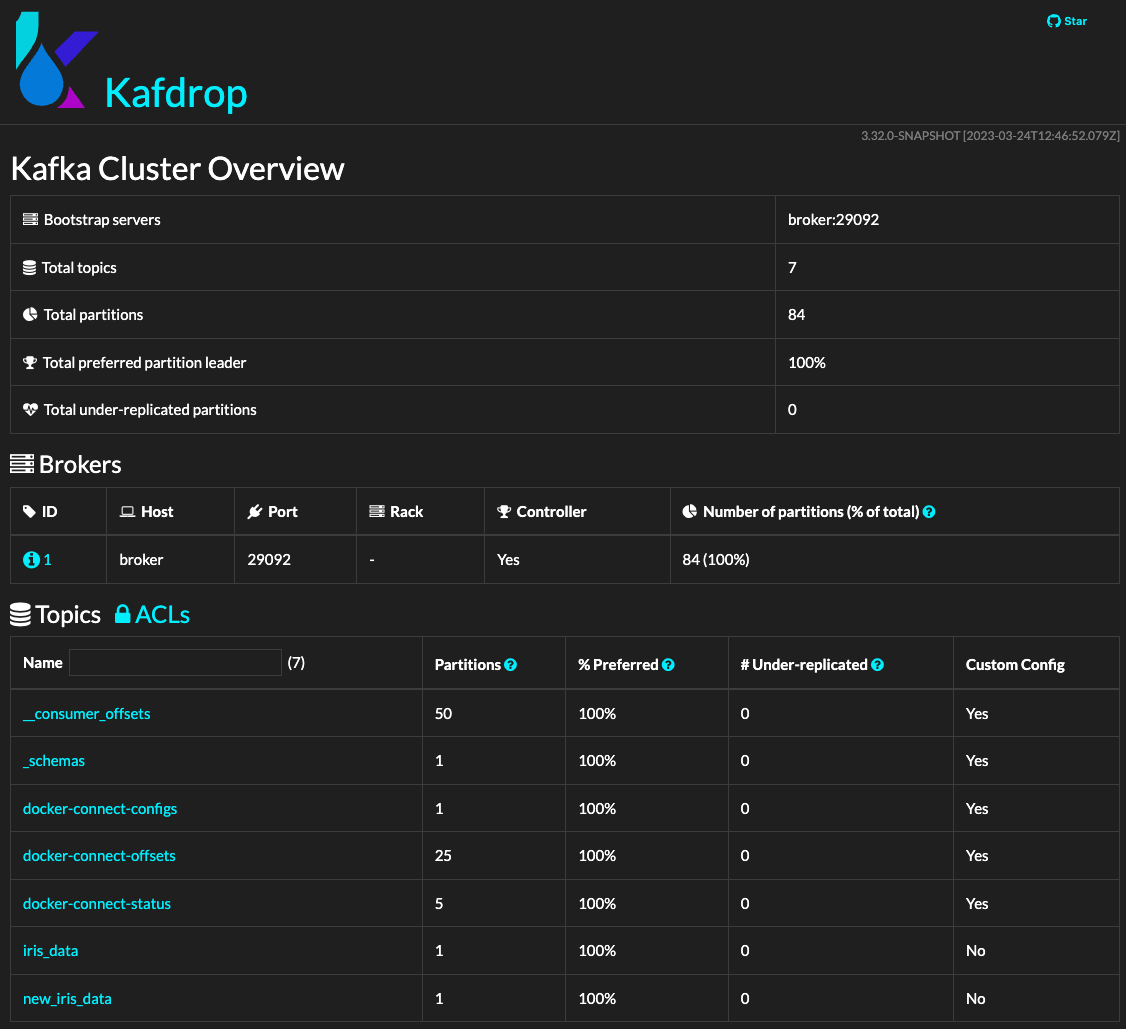 Star
Kafdrop
3.32.0-SNAPSHOT [2023-03-24T12:46:52.079Z]
Kafka Cluster Overview
Bootstrap servers broker:29092
Total topics 7
Total partitions 84
Total preferred partition leader 100%
Total under-replicated partitions 0
Brokers
ID Host Port Rack Controller Number of partitions (% of total)
1 broker 29092 - Yes 84 (100%)
Topics ACLs
Name (7) Partitions % Preferred # Under-replicated Custom Config
__consumer_offsets 50 100% 0 Yes
_schemas 1 100% 0 Yes
docker-connect-configs 1 100% 0 Yes
docker-connect-offsets 25 100% 0 Yes
docker-connect-status 5 100% 0 Yes
iris_data 1 100% 0 No
new_iris_data 1 100% 0 No